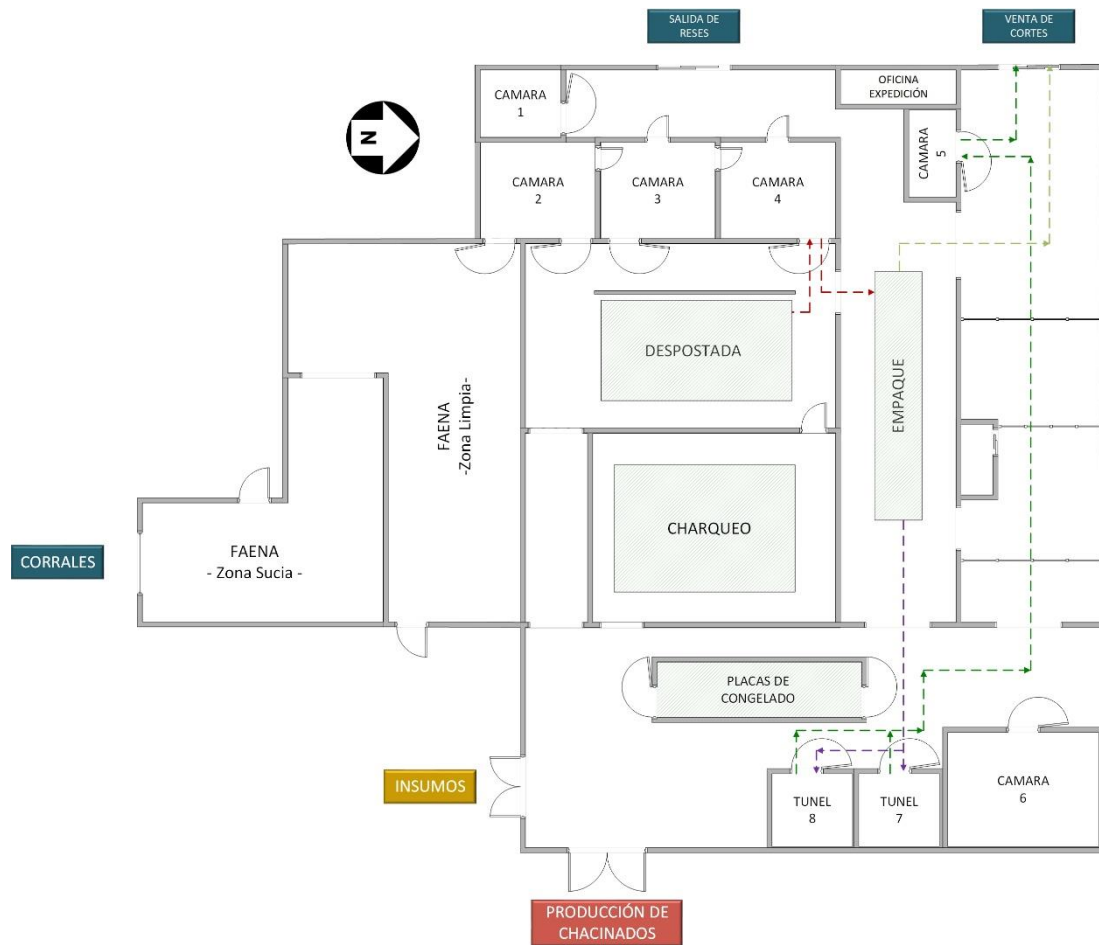 SALIDA DE
RESES
VENTA DE
CORTES
OFICINA
EXPEDICIÓN
CAMARA
1
CAMARA
5
N
CAMARA
2
CAMARA
3
CAMARA
4
DESPOSTADA
EMPAQUE
FAENA
-Zona Limpia-
CHARQUEO
CORRALES
FAENA
- Zona Sucia -
PLACAS DE
CONGELADO
INSUMOS
TUNEL
8
TUNEL
7
CAMARA
6
PRODUCCIÓN DE
CHACINADOS